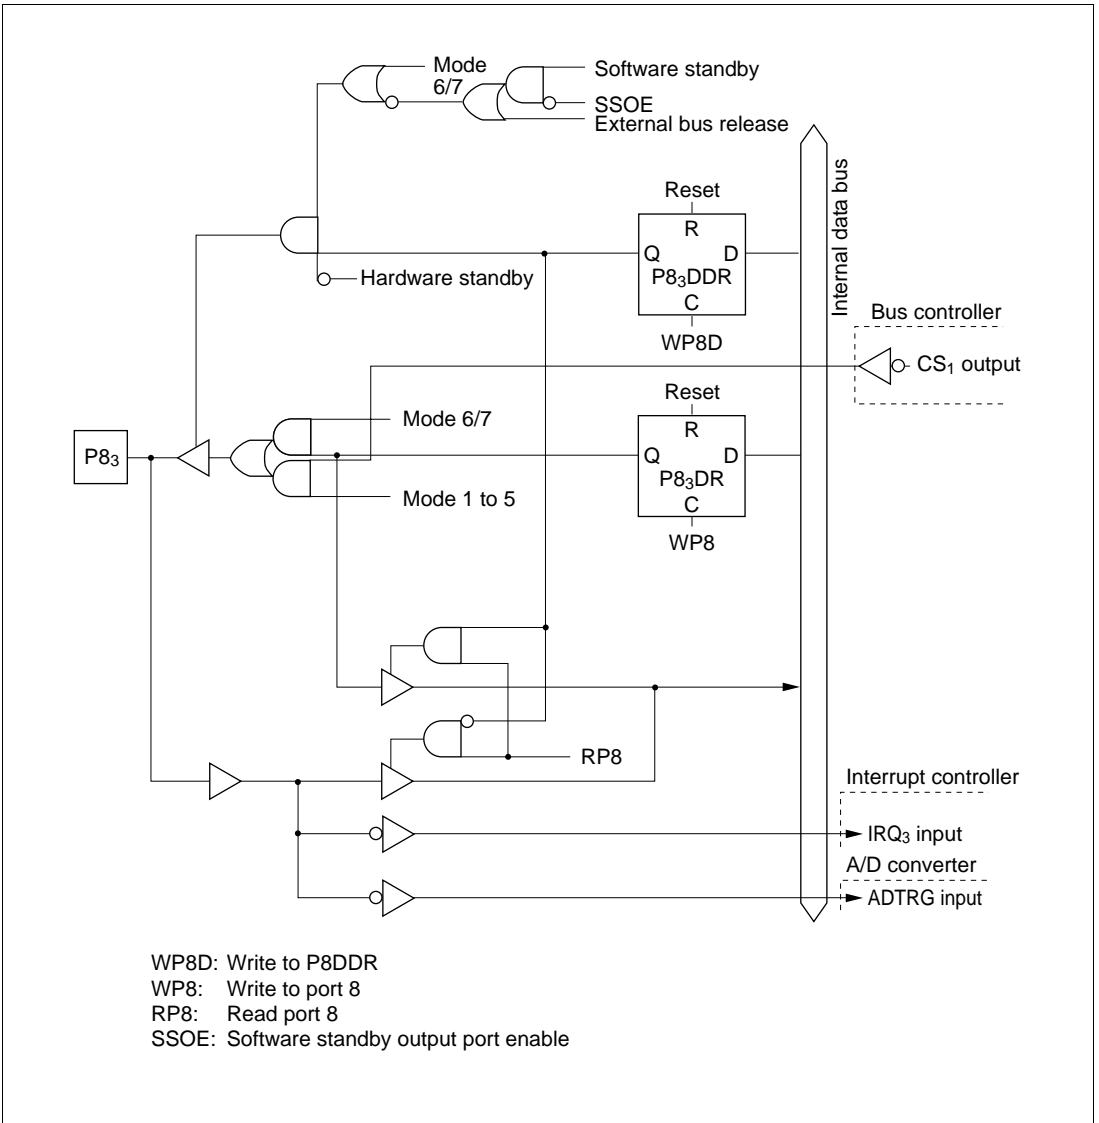 Mode
6/7
Software standby
SSOE
External bus release
Reset
R
Q D
P8₃DDR
C
WP8D
Internal data bus
Hardware standby
Bus controller
CS₁ output
Reset
R
Q D
P8₃DR
C
WP8
Mode 6/7
P8₃
Mode 1 to 5
RP8
Interrupt controller
IRQ₃ input
A/D converter
ADTRG input
WP8D: Write to P8DDR
WP8: Write to port 8
RP8: Read port 8
SSOE: Software standby output port enable